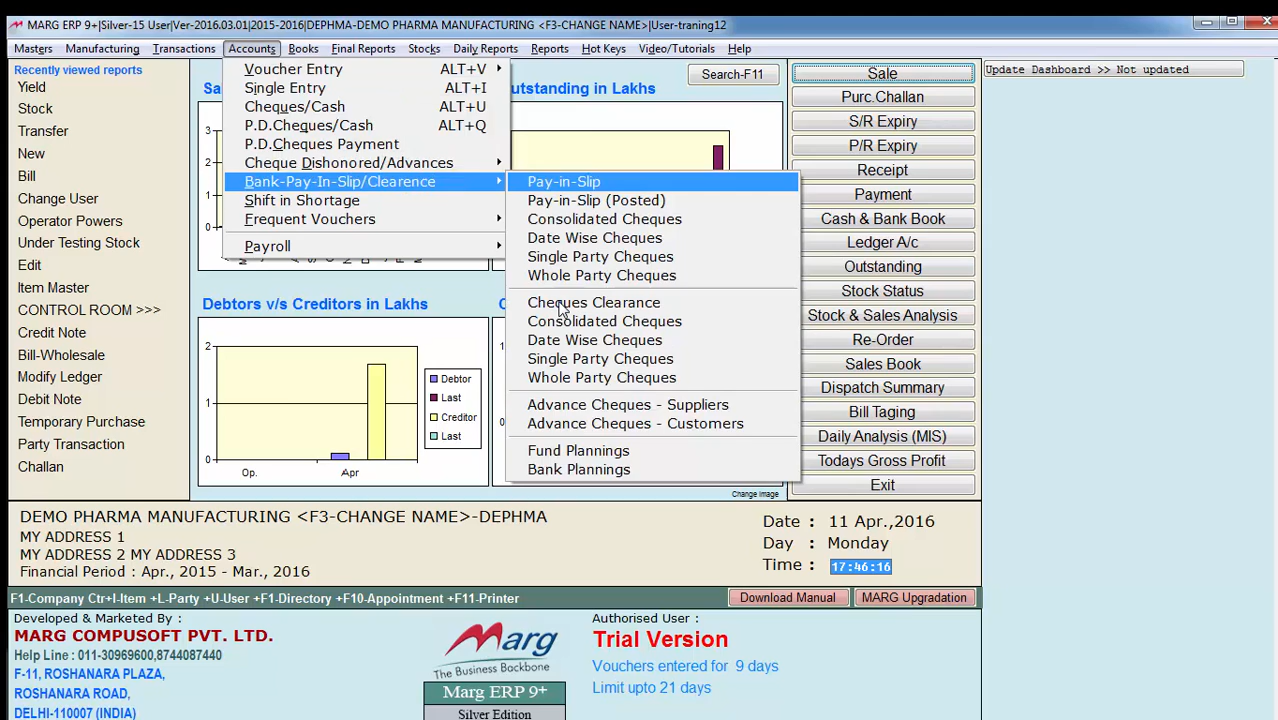 MARG ERP 9+|Silver-15 User|Ver-2016.03.01|2015-2016|DEPHMA-DEMO PHARMA MANUFACTURING <F3-CHANGE NAME>|User-traning12
Masters Manufacturing Transactions Accounts Books Final Reports Stocks Daily Reports Reports Hot Keys Video/Tutorials Help
Recently viewed reports
Yield
Stock
Transfer
New
Bill
Change User
Operator Powers
Under Testing Stock
Edit
Item Master
CONTROL ROOM >>>
Credit Note
Bill-Wholesale
Modify Ledger
Debit Note
Temporary Purchase
Party Transaction
Challan
Voucher Entry ALT+V
Single Entry ALT+I
Cheques/Cash ALT+U
P.D.Cheques/Cash ALT+Q
P.D.Cheques Payment
Cheque Dishonored/Advances
Bank-Pay-In-Slip/Clearence
Shift in Shortage
Frequent Vouchers
Payroll
Pay-in-Slip
Pay-in-Slip (Posted)
Consolidated Cheques
Date Wise Cheques
Single Party Cheques
Whole Party Cheques
Cheques Clearance
Consolidated Cheques
Date Wise Cheques
Single Party Cheques
Whole Party Cheques
Advance Cheques - Suppliers
Advance Cheques - Customers
Fund Plannings
Bank Plannings
Search-F11
utstanding in Lakhs
3
2
1
0
Debtors v/s Creditors in Lakhs
2
1
0
Op. Apr
Debtor
Last
Creditor
Last
Change image
Sale
Purc.Challan
S/R Expiry
P/R Expiry
Receipt
Payment
Cash & Bank Book
Ledger A/c
Outstanding
Stock Status
Stock & Sales Analysis
Re-Order
Sales Book
Dispatch Summary
Bill Taging
Daily Analysis (MIS)
Todays Gross Profit
Exit
Update Dashboard >> Not updated
DEMO PHARMA MANUFACTURING <F3-CHANGE NAME>-DEPHMA
MY ADDRESS 1
MY ADDRESS 2 MY ADDRESS 3
Financial Period : Apr., 2015 - Mar., 2016
Date : 11 Apr.,2016
Day : Monday
Time : 17:46:16
F1-Company Ctr+I-Item +L-Party +U-User +F1-Directory +F10-Appointment +F11-Printer
Download Manual
MARG Upgradation
Developed & Marketed By :
MARG COMPUSOFT PVT. LTD.
Help Line : 011-30969600,8744087440
F-11, ROSHANARA PLAZA,
ROSHANARA ROAD,
DELHI-110007 (INDIA)
Marg
The Business Backbone
Marg ERP 9+
Silver Edition
Authorised User :
Trial Version
Vouchers entered for 9 days
Limit upto 21 days